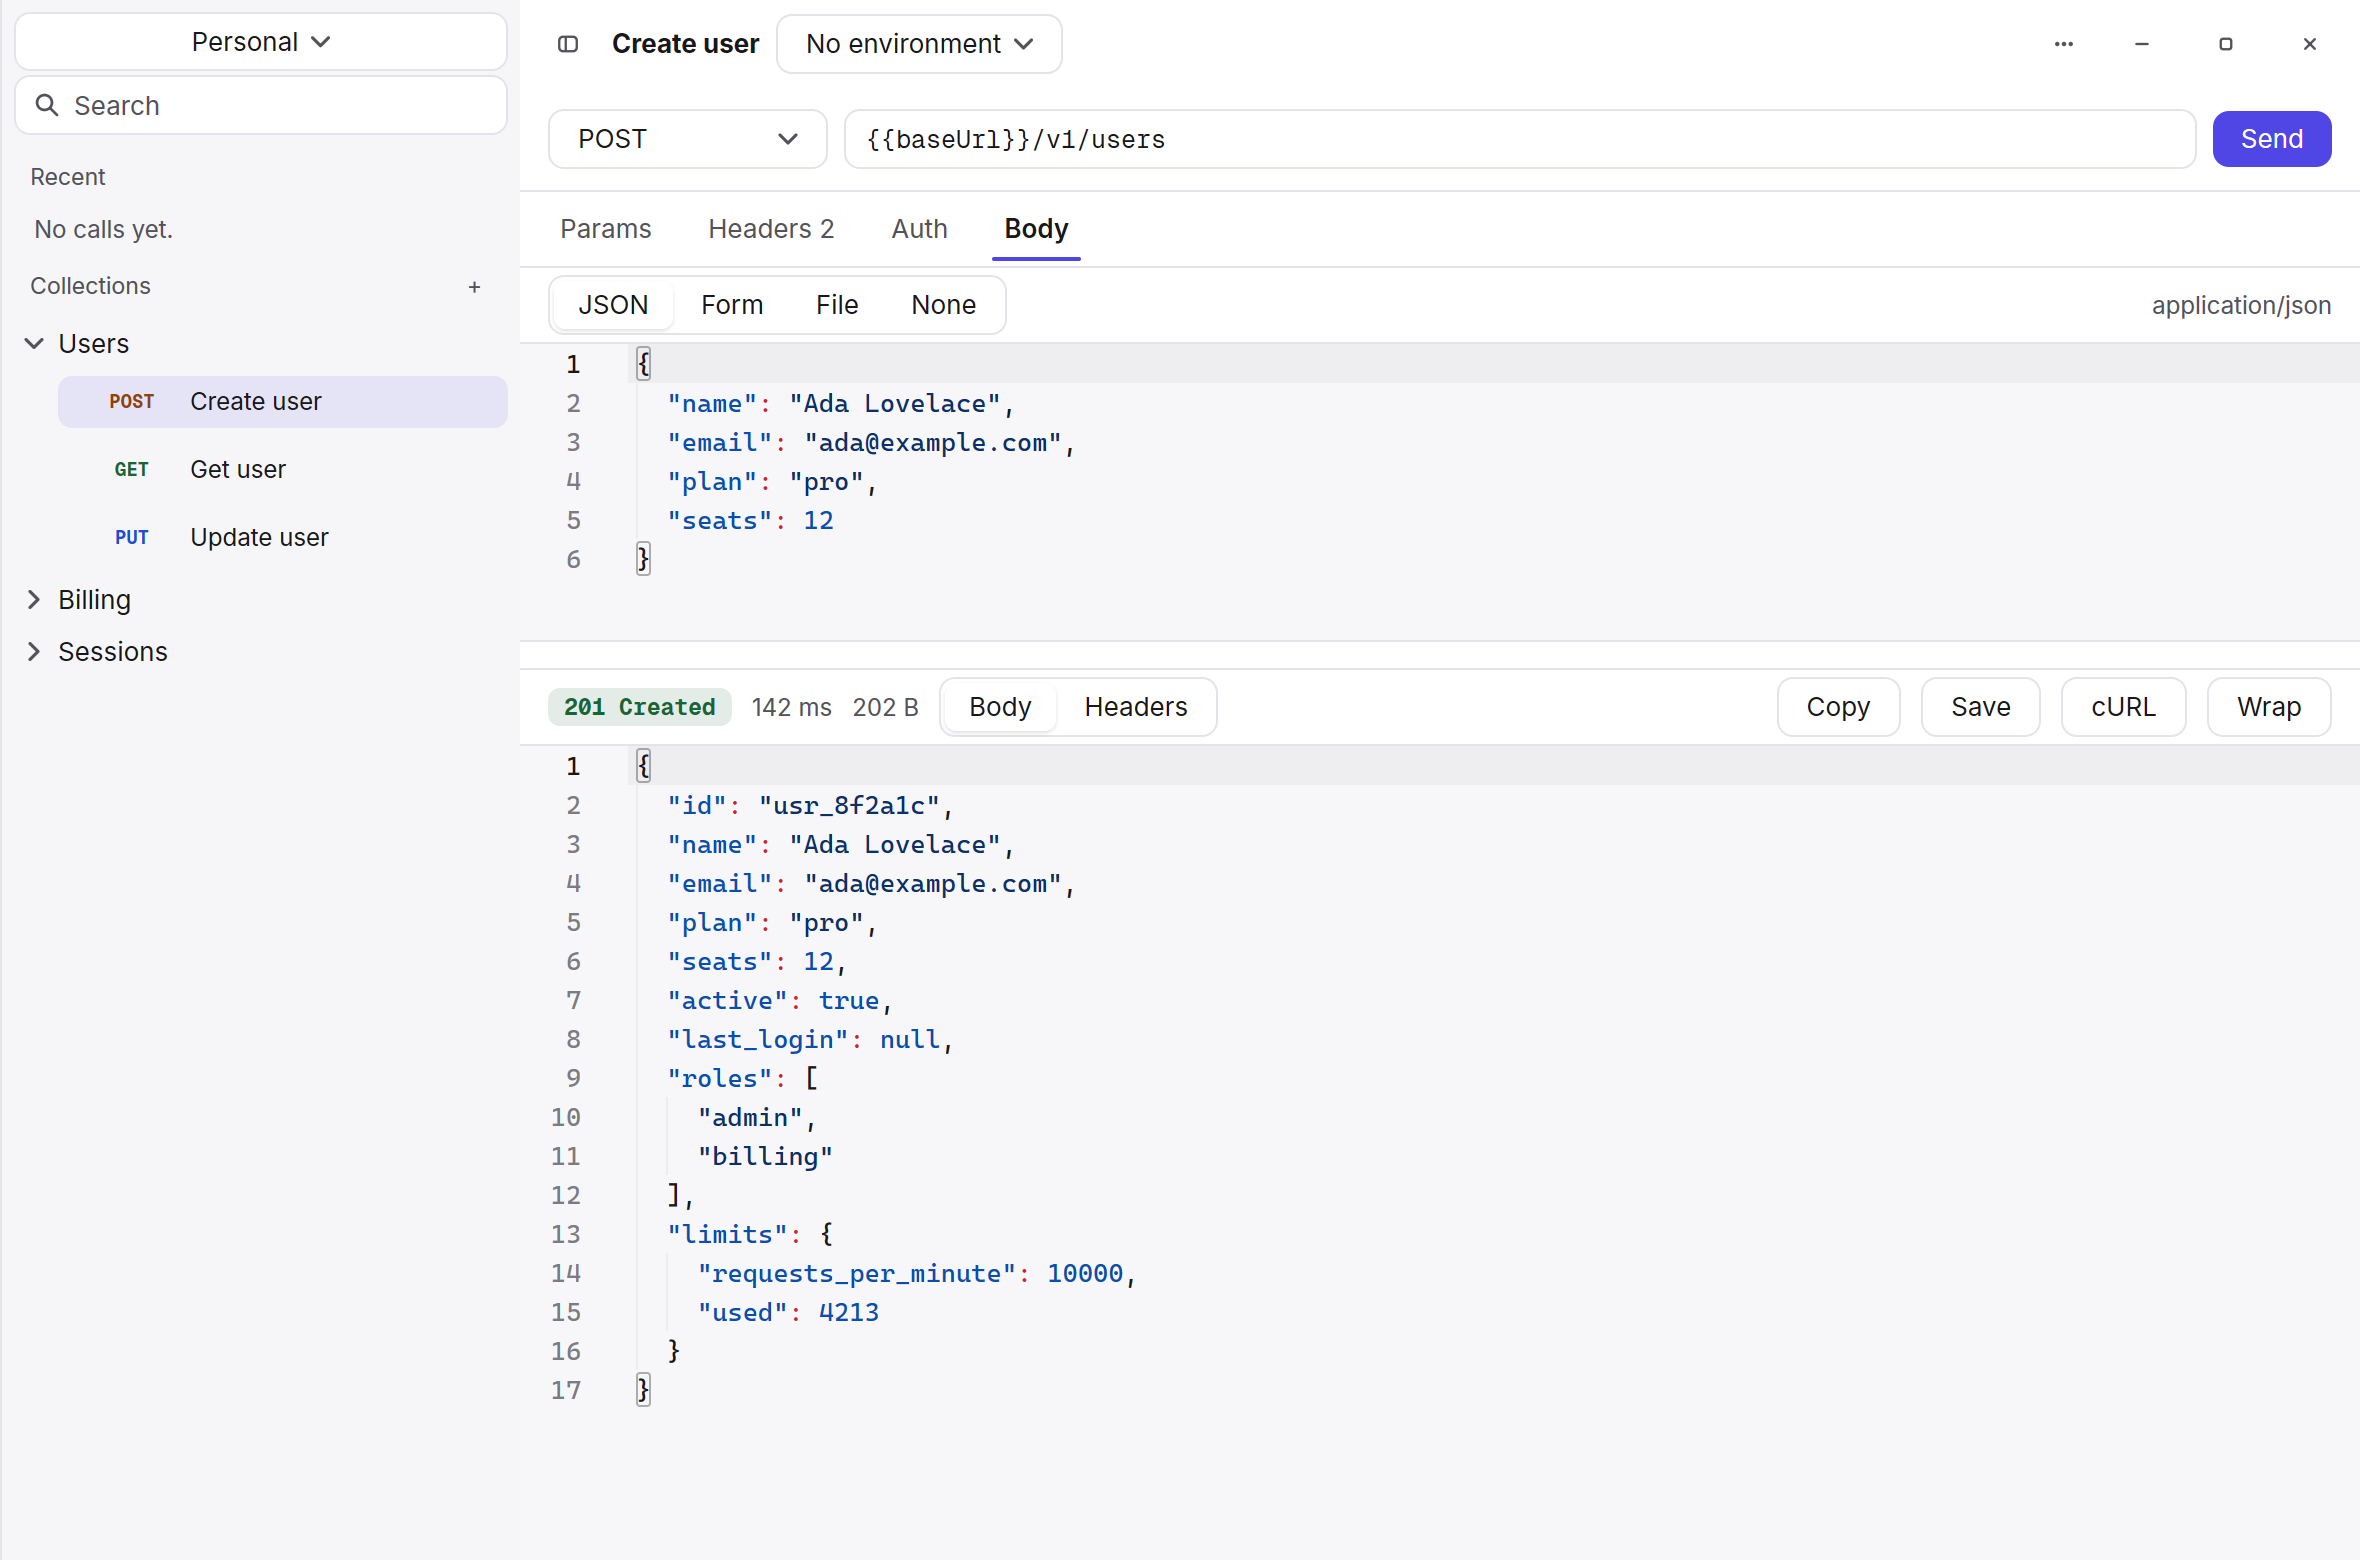 Personal
Search
Recent
No calls yet.
Collections +
Users
POST Create user
GET Get user
PUT Update user
Billing
Sessions
Create user No environment
POST {{baseUrl}}/v1/users Send
Params Headers 2 Auth Body
JSON Form File None application/json
1 {
2 "name": "Ada Lovelace",
3 "email": "ada@example.com",
4 "plan": "pro",
5 "seats": 12
6 }
201 Created 142 ms 202 B Body Headers Copy Save cURL Wrap
1 {
2 "id": "usr_8f2a1c",
3 "name": "Ada Lovelace",
4 "email": "ada@example.com",
5 "plan": "pro",
6 "seats": 12,
7 "active": true,
8 "last_login": null,
9 "roles": [
10 "admin",
11 "billing"
12 ],
13 "limits": {
14 "requests_per_minute": 10000,
15 "used": 4213
16 }
17 }